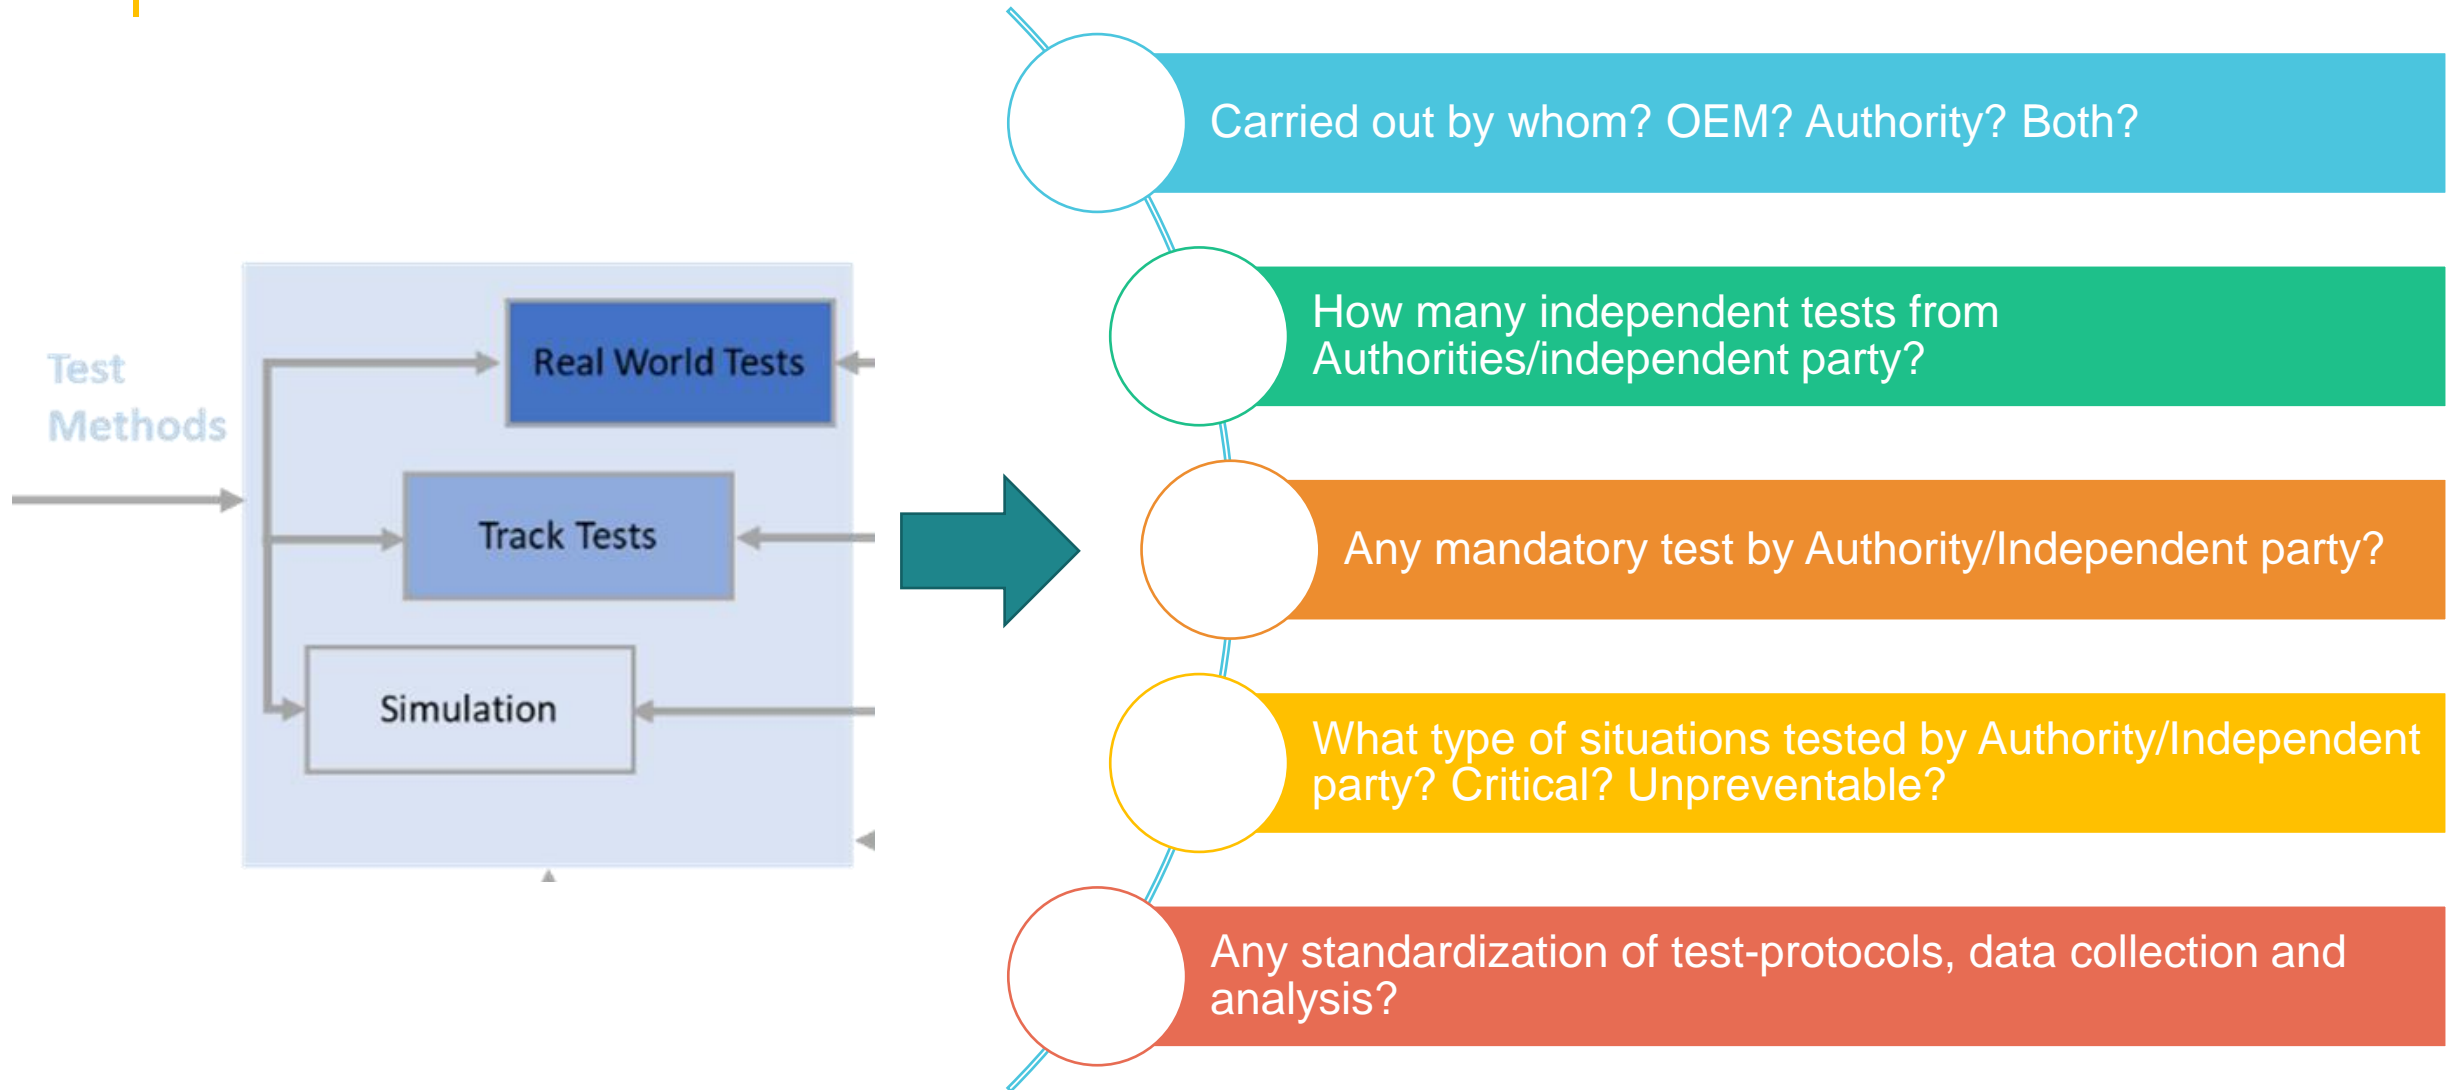 Test
Methods
Real World Tests
Track Tests
Simulation
Carried out by whom? OEM? Authority? Both?
How many independent tests from
Authorities/independent party?
Any mandatory test by Authority/Independent party?
What type of situations tested by Authority/Independent
party? Critical? Unpreventable?
Any standardization of test-protocols, data collection and
analysis?